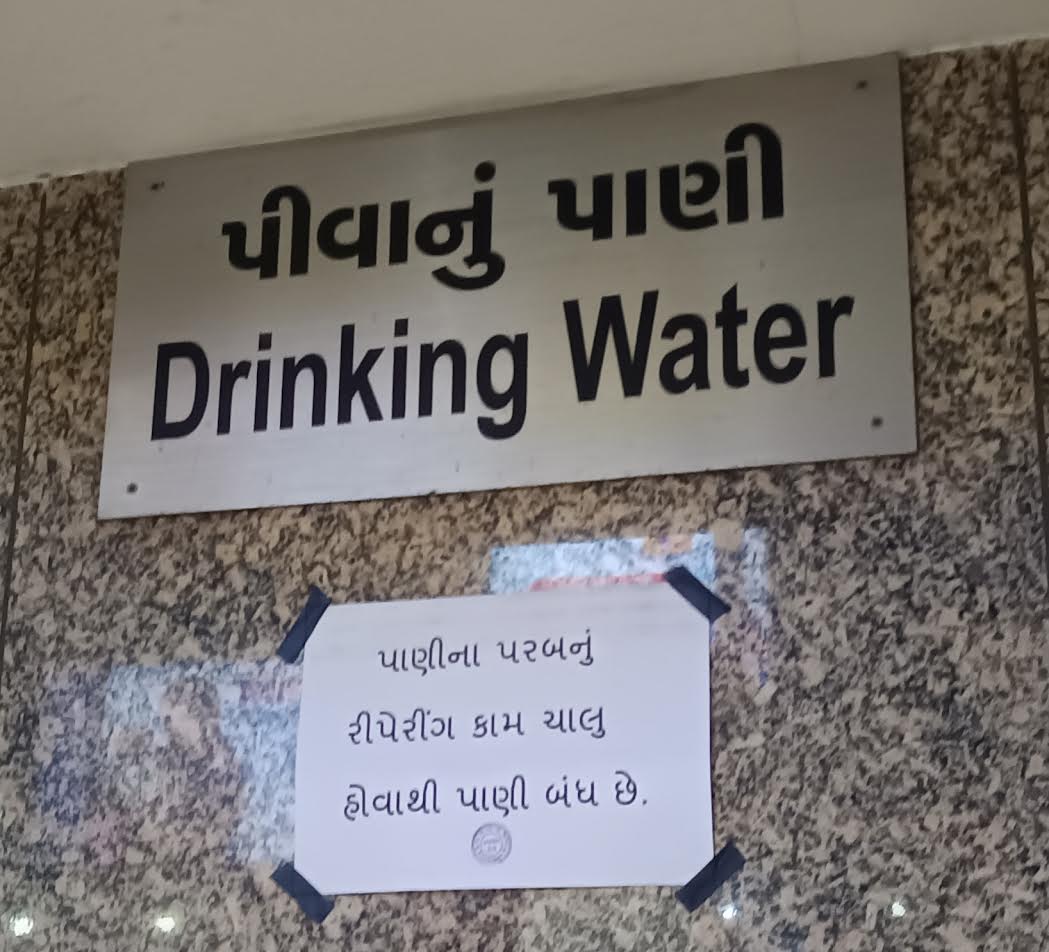 પીવાનું પાણી
Drinking Water
પાણીના પરબનું
રીપેરીંગ કામ ચાલુ
હોવાથી પાણી બંધ છે.